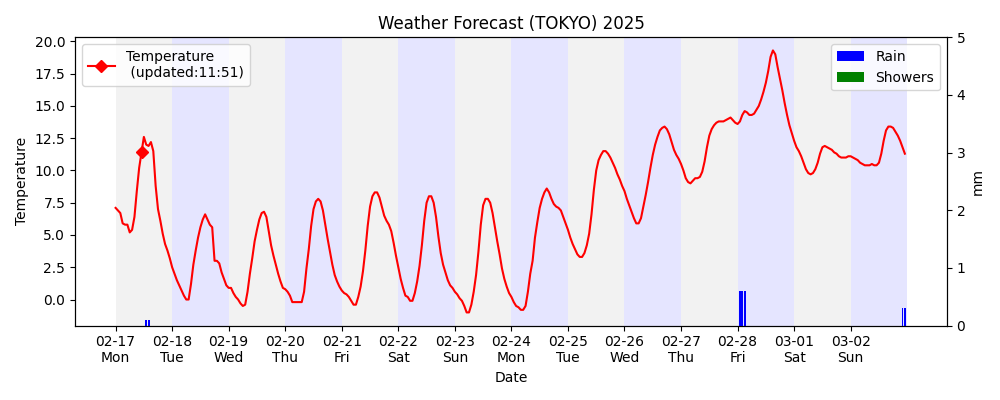 Weather Forecast (TOKYO) 2025
Temperature
(updated:11:51)
Rain
Showers
20.0
17.5
15.0
12.5
10.0
7.5
5.0
2.5
0.0
Temperature
5
4
3
2
1
0
mm
02-17 02-18 02-19 02-20 02-21 02-22 02-23 02-24 02-25 02-26 02-27 02-28 03-01 03-02
Mon Tue Wed Thu Fri Sat Sun Mon Tue Wed Thu Fri Sat Sun
Date